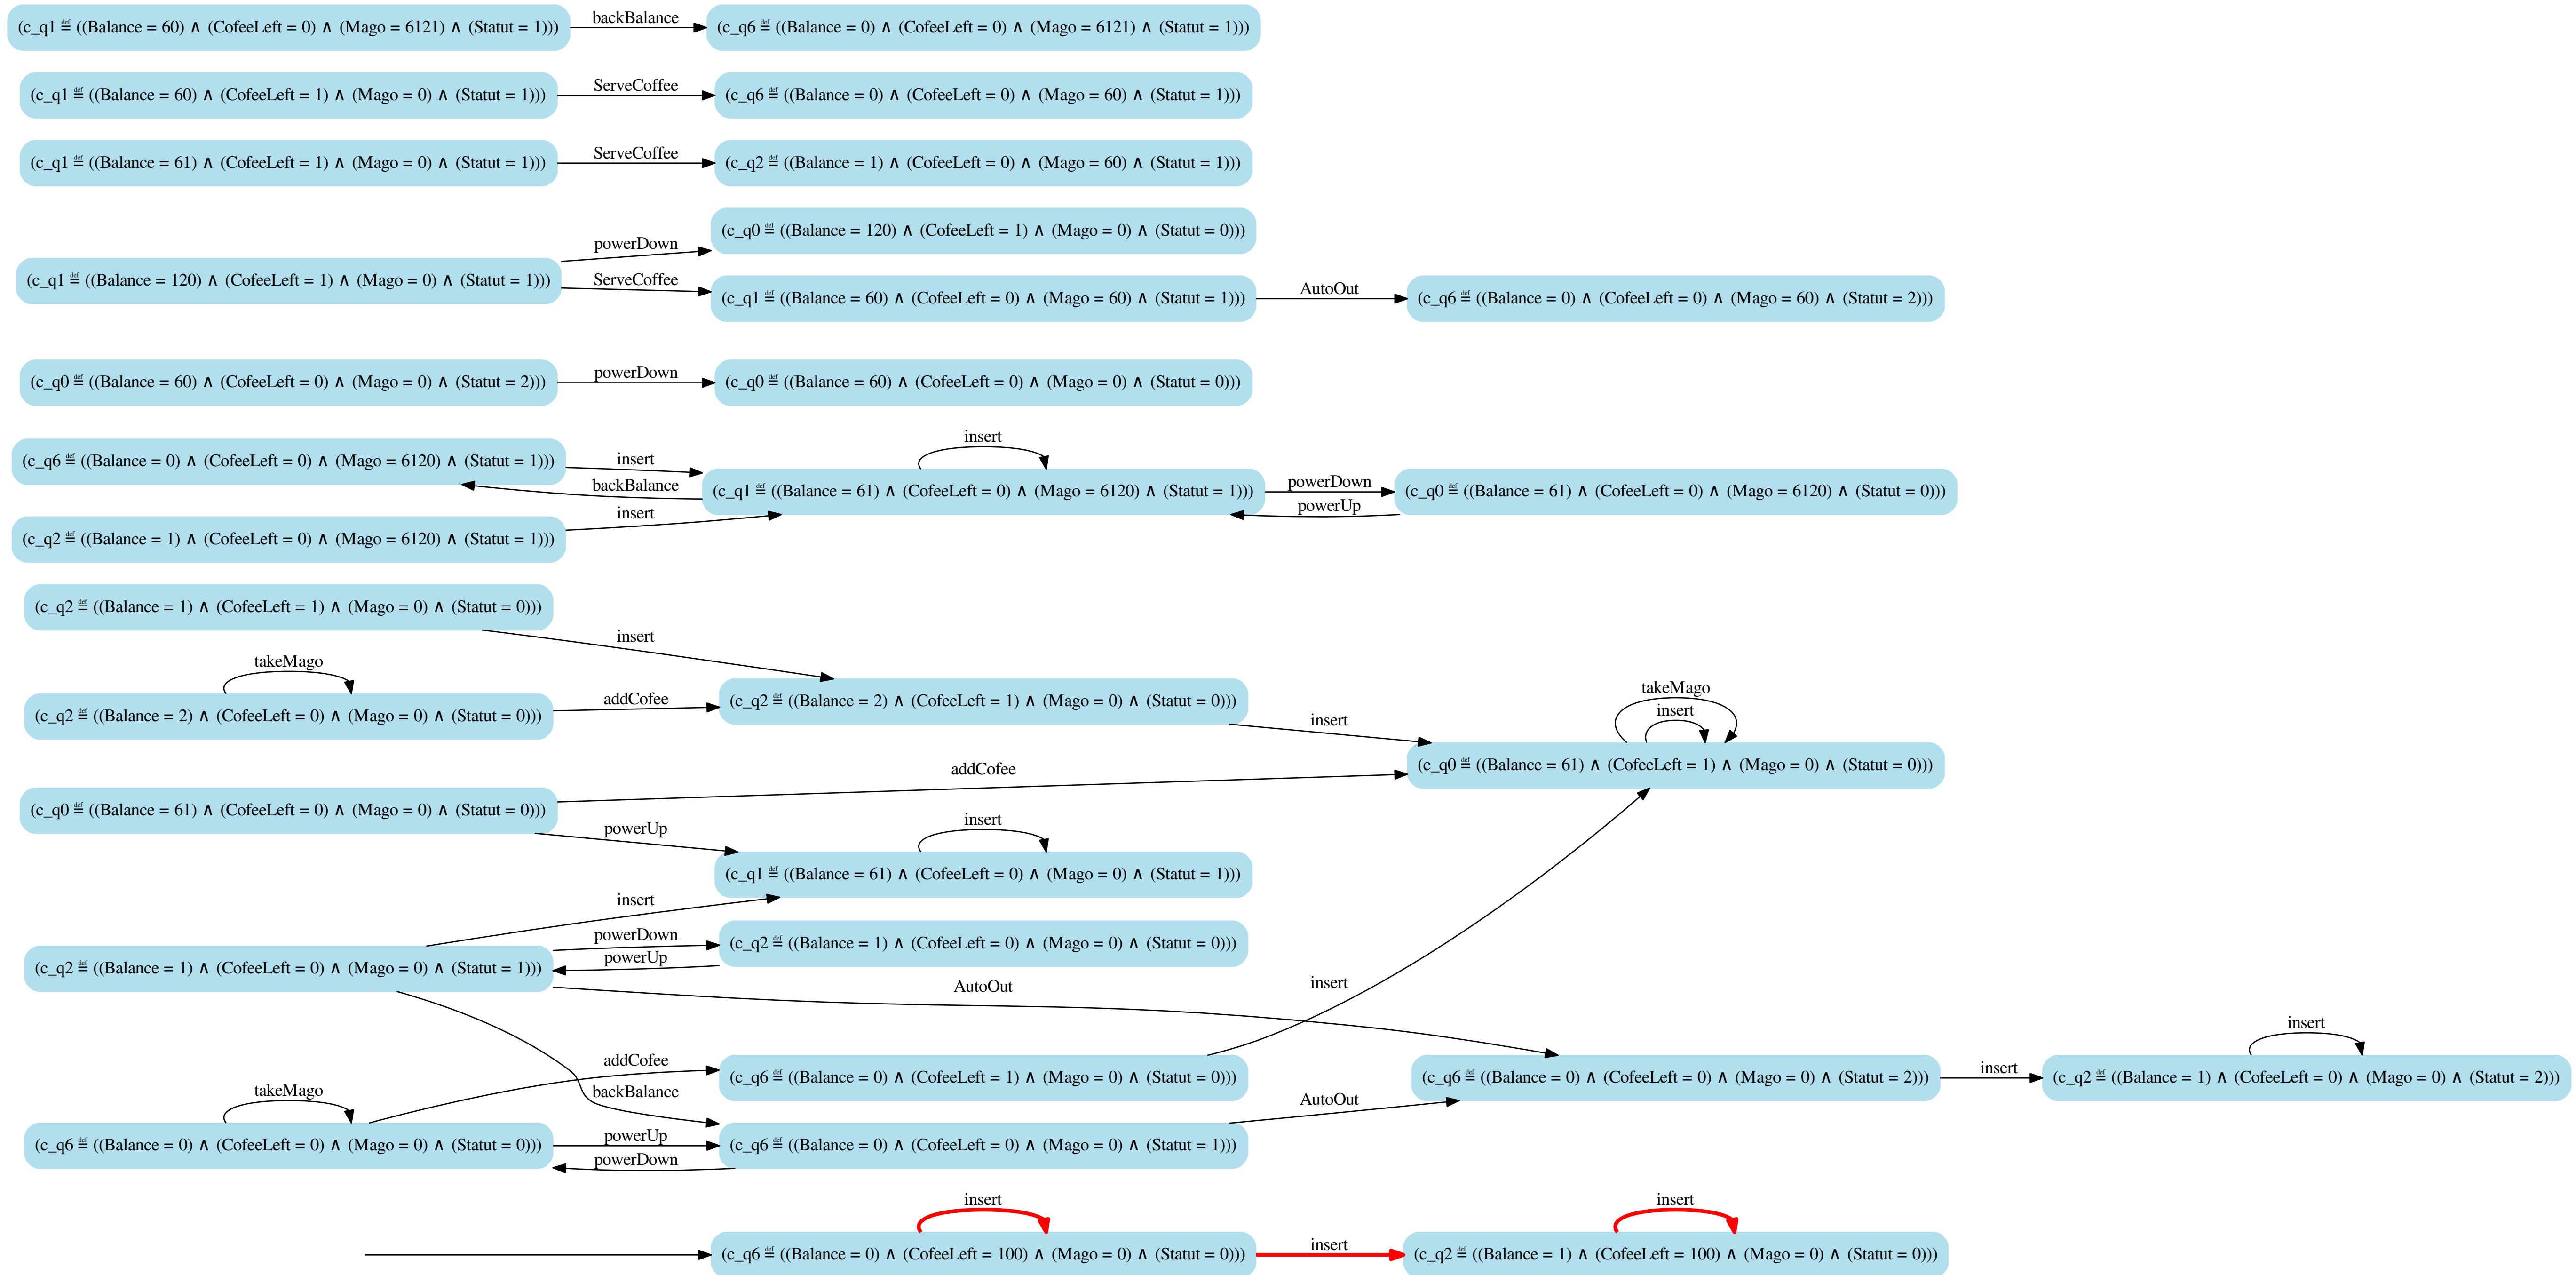 (c_q1 ≝ ((Balance = 60) ∧ (CofeeLeft = 0) ∧ (Mago = 6121) ∧ (Statut = 1)))
backBalance
(c_q6 ≝ ((Balance = 0) ∧ (CofeeLeft = 0) ∧ (Mago = 6121) ∧ (Statut = 1)))
(c_q1 ≝ ((Balance = 60) ∧ (CofeeLeft = 1) ∧ (Mago = 0) ∧ (Statut = 1)))
ServeCoffee
(c_q6 ≝ ((Balance = 0) ∧ (CofeeLeft = 0) ∧ (Mago = 60) ∧ (Statut = 1)))
(c_q1 ≝ ((Balance = 61) ∧ (CofeeLeft = 1) ∧ (Mago = 0) ∧ (Statut = 1)))
ServeCoffee
(c_q2 ≝ ((Balance = 1) ∧ (CofeeLeft = 0) ∧ (Mago = 60) ∧ (Statut = 1)))
(c_q1 ≝ ((Balance = 120) ∧ (CofeeLeft = 1) ∧ (Mago = 0) ∧ (Statut = 1)))
powerDown
(c_q0 ≝ ((Balance = 120) ∧ (CofeeLeft = 1) ∧ (Mago = 0) ∧ (Statut = 0)))
ServeCoffee
(c_q1 ≝ ((Balance = 60) ∧ (CofeeLeft = 0) ∧ (Mago = 60) ∧ (Statut = 1)))
AutoOut
(c_q6 ≝ ((Balance = 0) ∧ (CofeeLeft = 0) ∧ (Mago = 60) ∧ (Statut = 2)))
(c_q0 ≝ ((Balance = 60) ∧ (CofeeLeft = 0) ∧ (Mago = 0) ∧ (Statut = 2)))
powerDown
(c_q0 ≝ ((Balance = 60) ∧ (CofeeLeft = 0) ∧ (Mago = 0) ∧ (Statut = 0)))
(c_q6 ≝ ((Balance = 0) ∧ (CofeeLeft = 0) ∧ (Mago = 6120) ∧ (Statut = 1)))
insert
backBalance
insert
(c_q1 ≝ ((Balance = 61) ∧ (CofeeLeft = 0) ∧ (Mago = 6120) ∧ (Statut = 1)))
powerDown
powerUp
(c_q0 ≝ ((Balance = 61) ∧ (CofeeLeft = 0) ∧ (Mago = 6120) ∧ (Statut = 0)))
(c_q2 ≝ ((Balance = 1) ∧ (CofeeLeft = 0) ∧ (Mago = 6120) ∧ (Statut = 1)))
insert
(c_q2 ≝ ((Balance = 1) ∧ (CofeeLeft = 1) ∧ (Mago = 0) ∧ (Statut = 0)))
insert
takeMago
(c_q2 ≝ ((Balance = 2) ∧ (CofeeLeft = 0) ∧ (Mago = 0) ∧ (Statut = 0)))
addCofee
(c_q2 ≝ ((Balance = 2) ∧ (CofeeLeft = 1) ∧ (Mago = 0) ∧ (Statut = 0)))
insert
takeMago
insert
(c_q0 ≝ ((Balance = 61) ∧ (CofeeLeft = 1) ∧ (Mago = 0) ∧ (Statut = 0)))
addCofee
(c_q0 ≝ ((Balance = 61) ∧ (CofeeLeft = 0) ∧ (Mago = 0) ∧ (Statut = 0)))
powerUp
insert
(c_q1 ≝ ((Balance = 61) ∧ (CofeeLeft = 0) ∧ (Mago = 0) ∧ (Statut = 1)))
insert
powerDown
(c_q2 ≝ ((Balance = 1) ∧ (CofeeLeft = 0) ∧ (Mago = 0) ∧ (Statut = 0)))
(c_q2 ≝ ((Balance = 1) ∧ (CofeeLeft = 0) ∧ (Mago = 0) ∧ (Statut = 1)))
powerUp
AutoOut
insert
addCofee
(c_q6 ≝ ((Balance = 0) ∧ (CofeeLeft = 1) ∧ (Mago = 0) ∧ (Statut = 0)))
(c_q6 ≝ ((Balance = 0) ∧ (CofeeLeft = 0) ∧ (Mago = 0) ∧ (Statut = 2)))
insert
insert
(c_q2 ≝ ((Balance = 1) ∧ (CofeeLeft = 0) ∧ (Mago = 0) ∧ (Statut = 2)))
takeMago
backBalance
AutoOut
(c_q6 ≝ ((Balance = 0) ∧ (CofeeLeft = 0) ∧ (Mago = 0) ∧ (Statut = 0)))
powerUp
powerDown
(c_q6 ≝ ((Balance = 0) ∧ (CofeeLeft = 0) ∧ (Mago = 0) ∧ (Statut = 1)))
insert
(c_q6 ≝ ((Balance = 0) ∧ (CofeeLeft = 100) ∧ (Mago = 0) ∧ (Statut = 0)))
insert
insert
(c_q2 ≝ ((Balance = 1) ∧ (CofeeLeft = 100) ∧ (Mago = 0) ∧ (Statut = 0)))